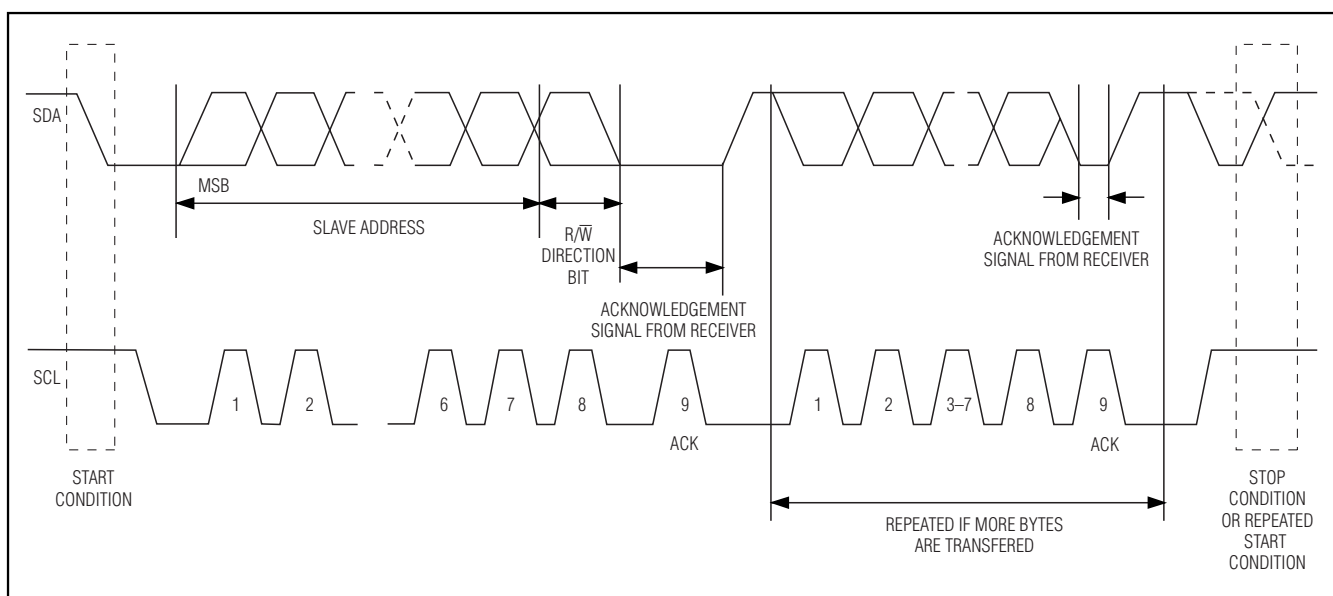 SDA
MSB
SLAVE ADDRESS
R/W̅
DIRECTION
BIT
ACKNOWLEDGEMENT
SIGNAL FROM RECEIVER
ACKNOWLEDGEMENT
SIGNAL FROM RECEIVER
SCL
1
2
6
7
8
9
1
2
3–7
8
9
ACK
ACK
START
CONDITION
REPEATED IF MORE BYTES
ARE TRANSFERED
STOP
CONDITION
OR REPEATED
START
CONDITION